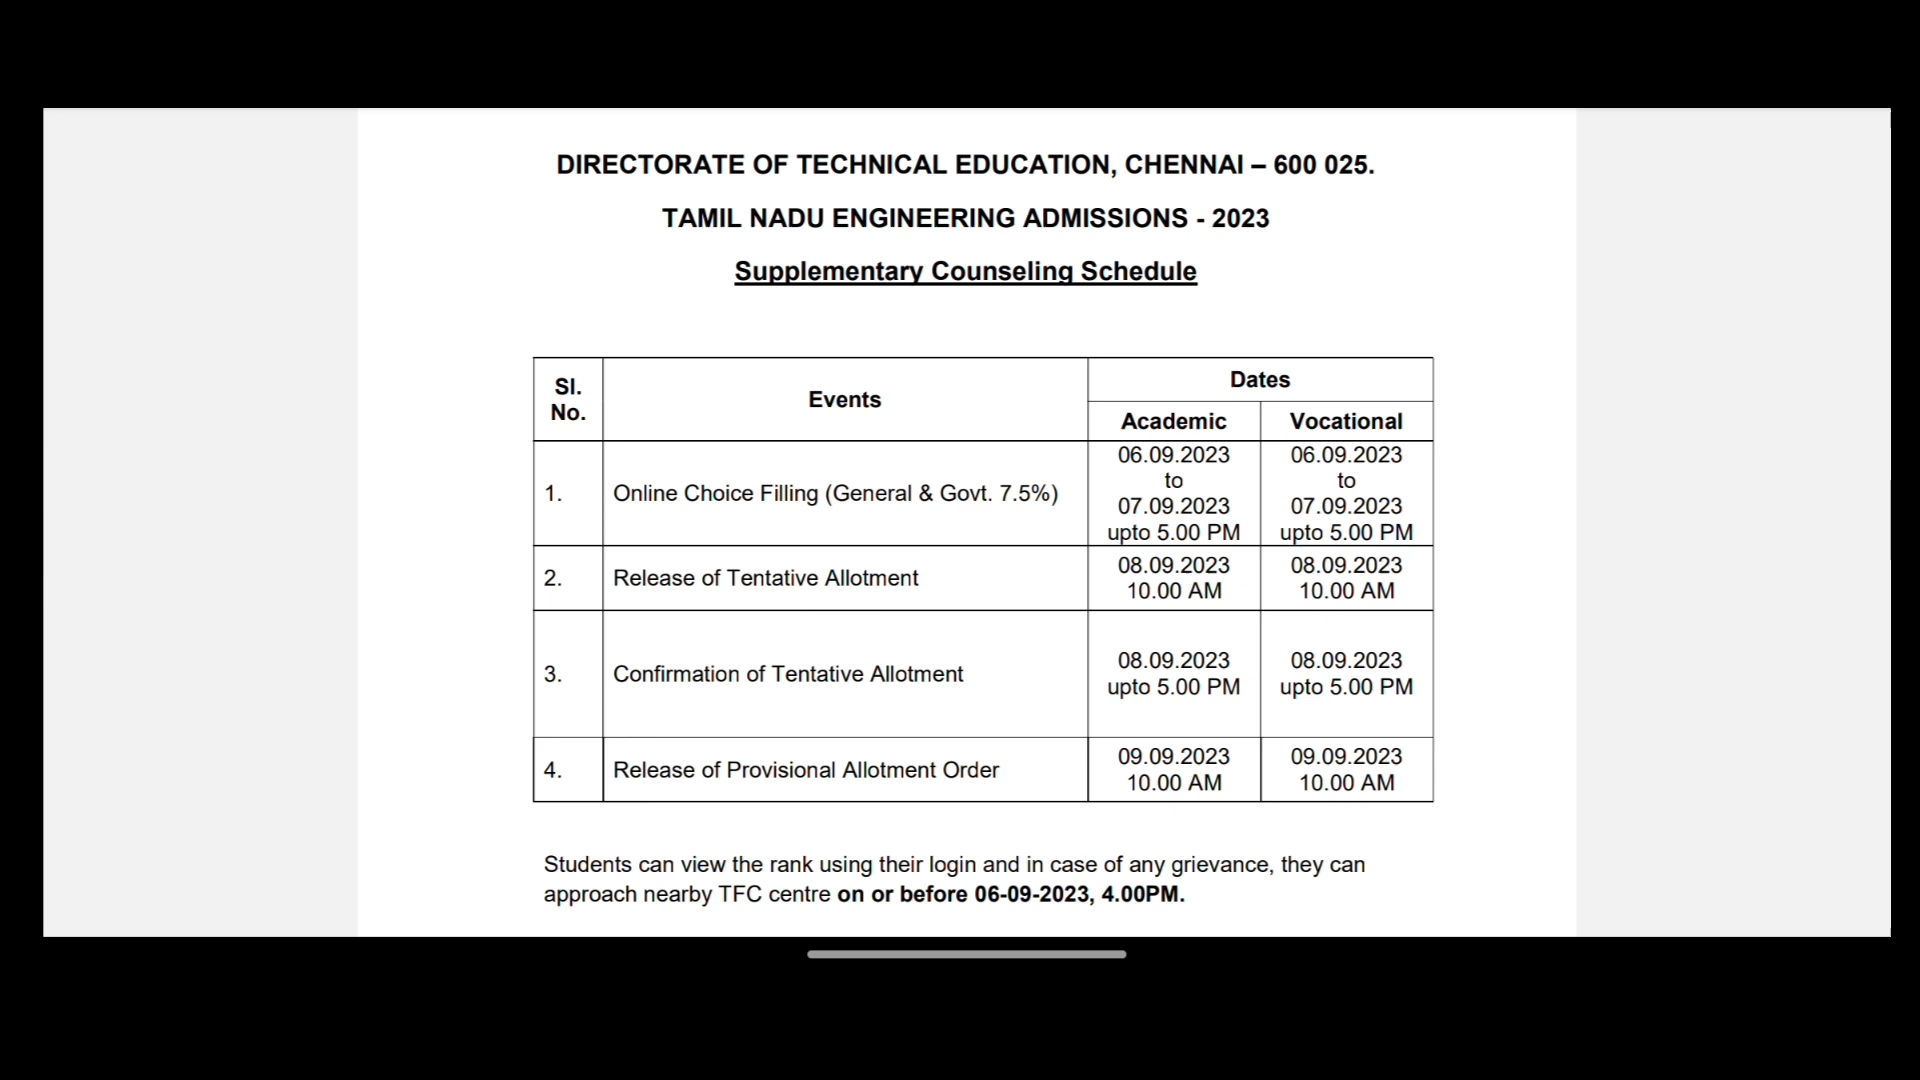 DIRECTORATE OF TECHNICAL EDUCATION, CHENNAI – 600 025.
TAMIL NADU ENGINEERING ADMISSIONS - 2023
Supplementary Counseling Schedule
Sl.
No.
Events
Dates
Academic
Vocational
1.
Online Choice Filling (General & Govt. 7.5%)
06.09.2023
to
07.09.2023
upto 5.00 PM
06.09.2023
to
07.09.2023
upto 5.00 PM
2.
Release of Tentative Allotment
08.09.2023
10.00 AM
08.09.2023
10.00 AM
3.
Confirmation of Tentative Allotment
08.09.2023
upto 5.00 PM
08.09.2023
upto 5.00 PM
4.
Release of Provisional Allotment Order
09.09.2023
10.00 AM
09.09.2023
10.00 AM
Students can view the rank using their login and in case of any grievance, they can
approach nearby TFC centre on or before 06-09-2023, 4.00PM.